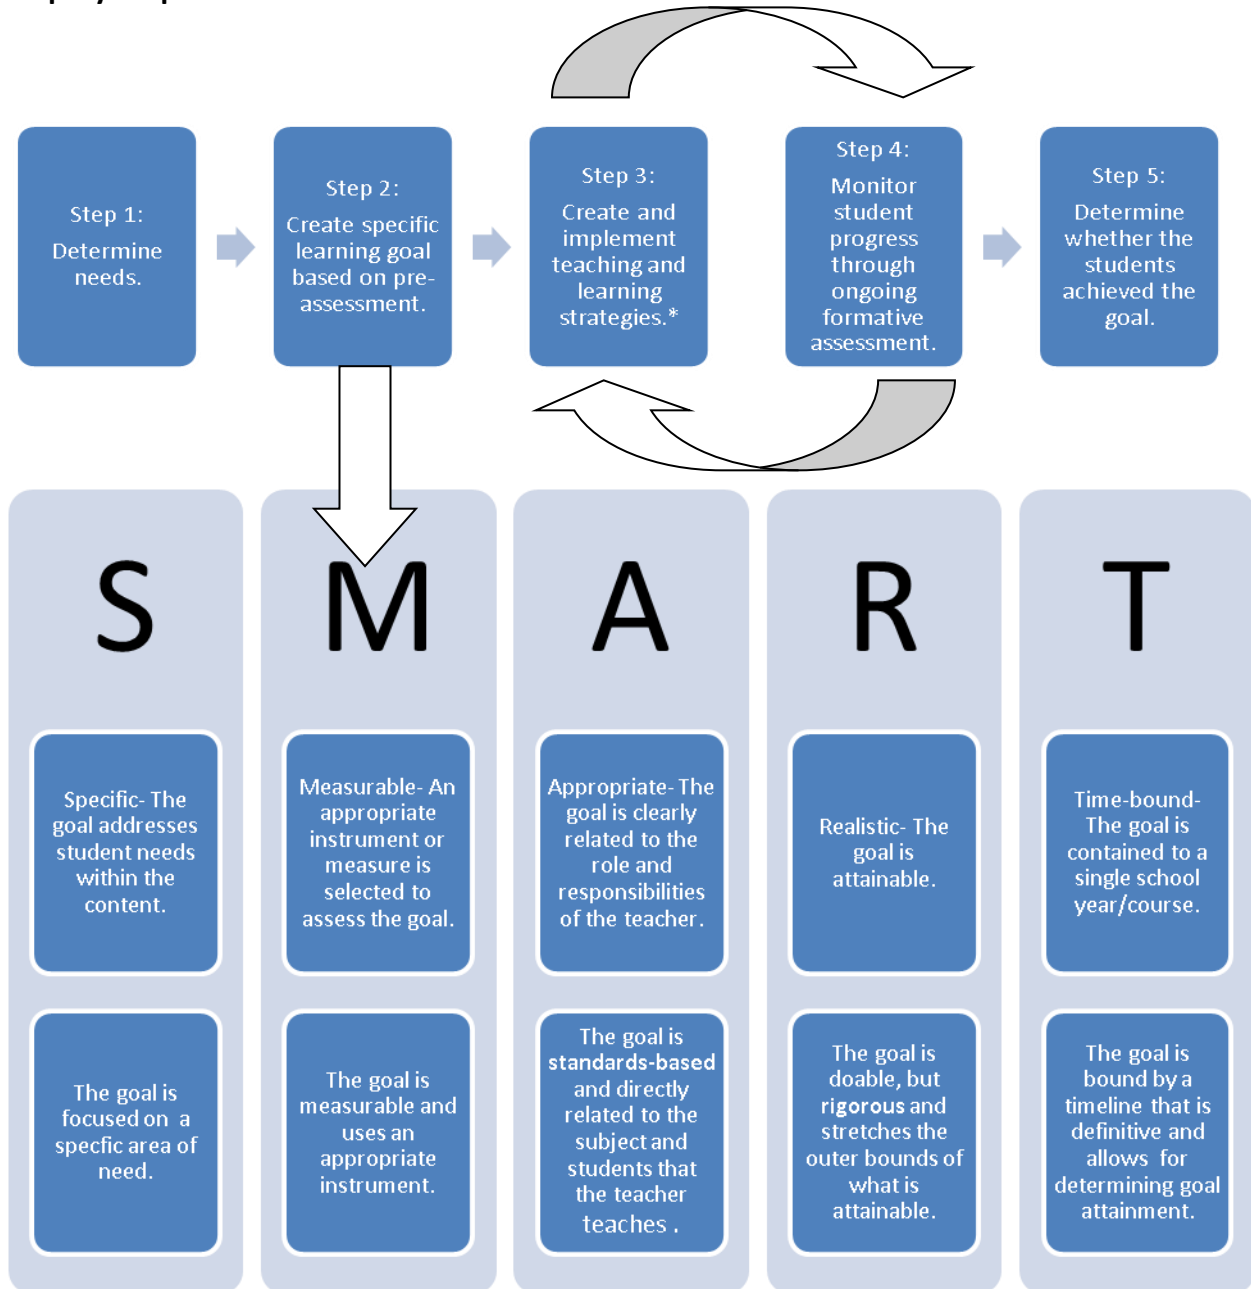 Step 1:
Determine
needs.
Step 2:
Create specific
learning goal
based on pre-
assessment.
Step 3:
Create and
implement
teaching and
learning
strategies.*
Step 4:
Monitor
student
progress
through
ongoing
formative
assessment.
Step 5:
Determine
whether the
students
achieved the
goal.
S
M
A
R
T
Specific- The
goal addresses
student needs
within the
content.
Measurable- An
appropriate
instrument or
measure is
selected to
assess the goal.
Appropriate- The
goal is clearly
related to the
role and
responsibilities
of the teacher.
Realistic- The
goal is
attainable.
Time-bound-
The goal is
contained to a
single school
year/course.
The goal is
focused on a
specfic area of
need.
The goal is
measurable and
uses an
appropriate
instrument.
The goal is
standards-based
and directly
related to the
subject and
students that
the teacher
teaches .
The goal is
doable, but
rigorous and
stretches the
outer bounds of
what is
attainable.
The goal is
bound by a
timeline that is
definitive and
allows for
determining goal
attainment.